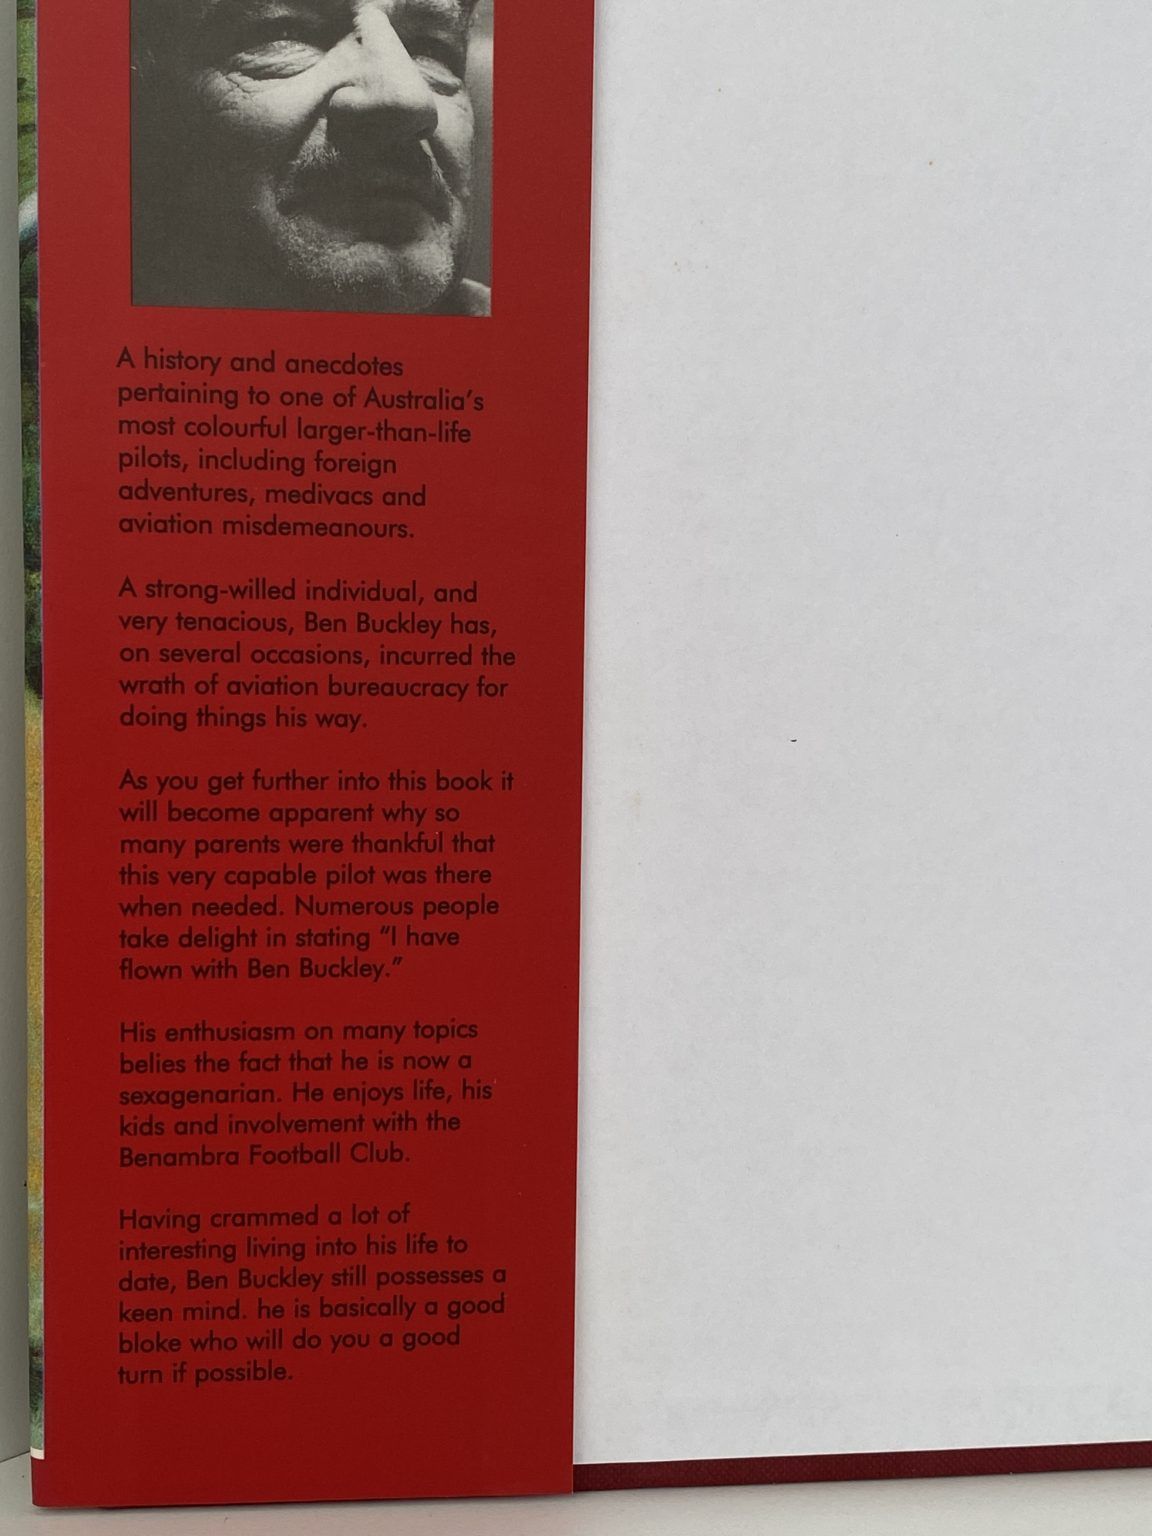 A history and anecdotes
pertaining to one of Australia's
most colourful larger-than-life
pilots, including foreign
adventures, medivacs and
aviation misdemeanours.
A strong-willed individual, and
very tenacious, Ben Buckley has,
on several occasions, incurred the
wrath of aviation bureaucracy for
doing things his way.
As you get further into this book it
will become apparent why so
many parents were thankful that
this very capable pilot was there
when needed. Numerous people
take delight in stating “I have
flown with Ben Buckley.”
His enthusiasm on many topics
belies the fact that he is now a
sexagenarian. He enjoys life, his
kids and involvement with the
Benambra Football Club.
Having crammed a lot of
interesting living into his life to
date, Ben Buckley still possesses a
keen mind. he is basically a good
bloke who will do you a good
turn if possible.